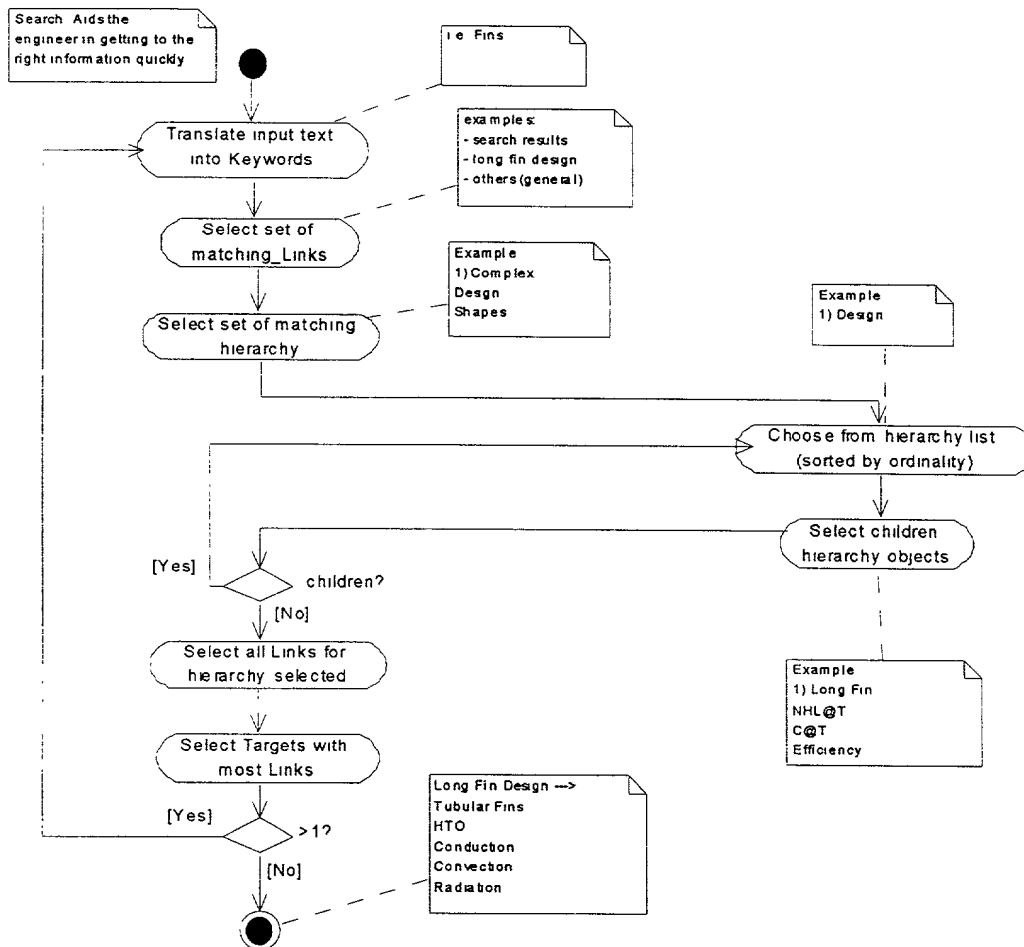 Search Aids the
engineer in getting to the
right information quickly
i e Fins
Translate input text
into Keywords
examples:
- search results
- long fin design
- others (general)
Select set of
matching_Links
Example
1) Complex
Design
Shapes
Select set of matching
hierarchy
Example
1) Design
Choose from hierarchy list
(sorted by ordinality)
Select children
hierarchy objects
[Yes]
children?
[No]
Select all Links for
hierarchy selected
Example
1) Long Fin
NHL@T
C@T
Efficiency
Select Targets with
most Links
Long Fin Design --->
Tubular Fins
HTO
Conduction
Convection
Radiation
[Yes]
>1?
[No]